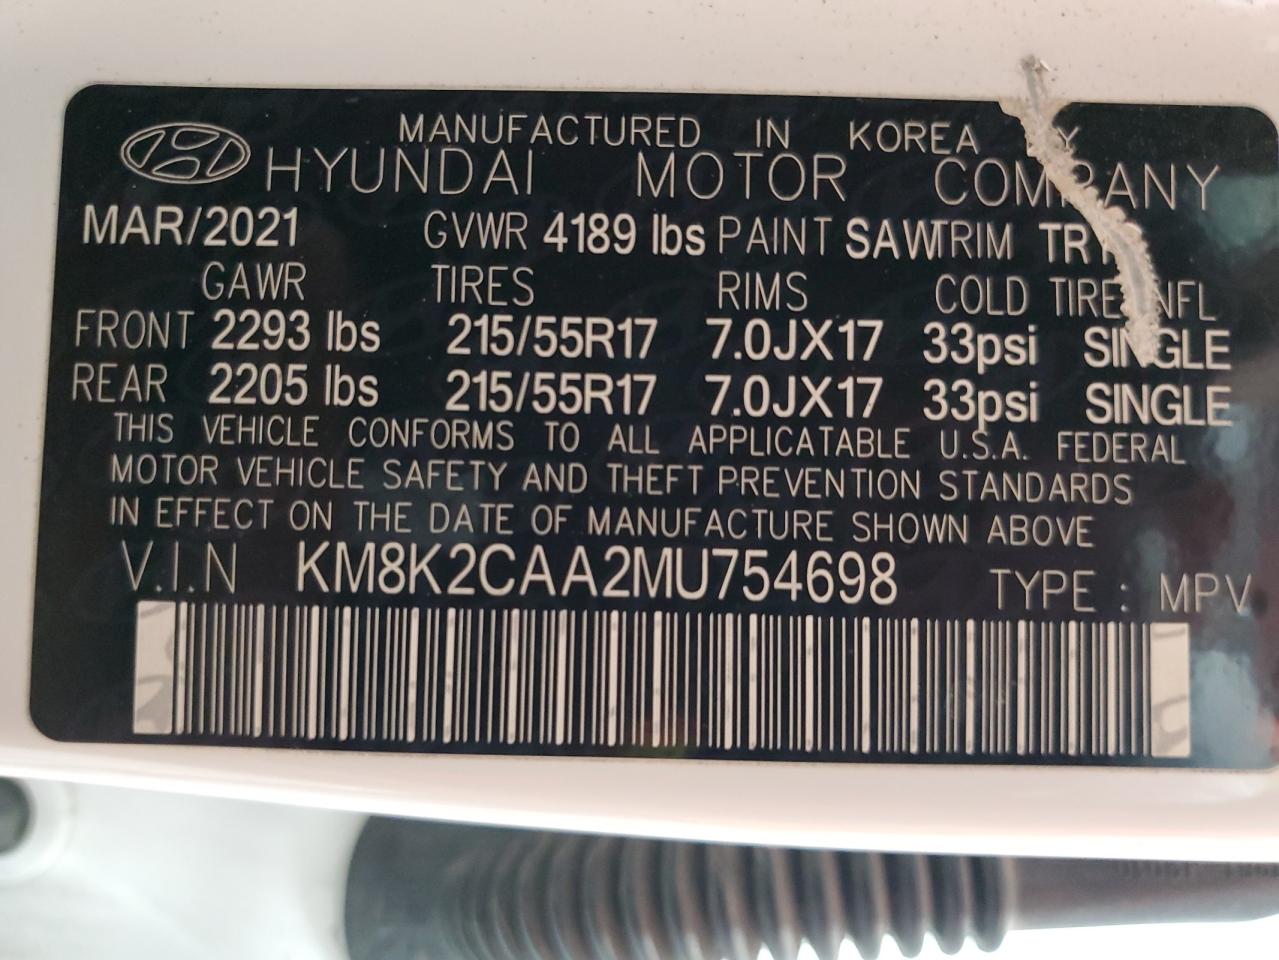 MANUFACTURED IN KOREA BY
HYUNDAI MOTOR COMPANY
MAR/2021 GVWR 4189 lbs PAINT SAW TRIM
GAWR TIRES RIMS COLD TIRE INFL
FRONT 2293 lbs 215/55R17 7.0JX17 33psi SINGLE
REAR 2205 lbs 215/55R17 7.0JX17 33psi SINGLE
THIS VEHICLE CONFORMS TO ALL APPLICATABLE U.S.A. FEDERAL
MOTOR VEHICLE SAFETY AND THEFT PREVENTION STANDARDS
IN EFFECT ON THE DATE OF MANUFACTURE SHOWN ABOVE
V.I.N KM8K2CAA2MU754698 TYPE : MPV